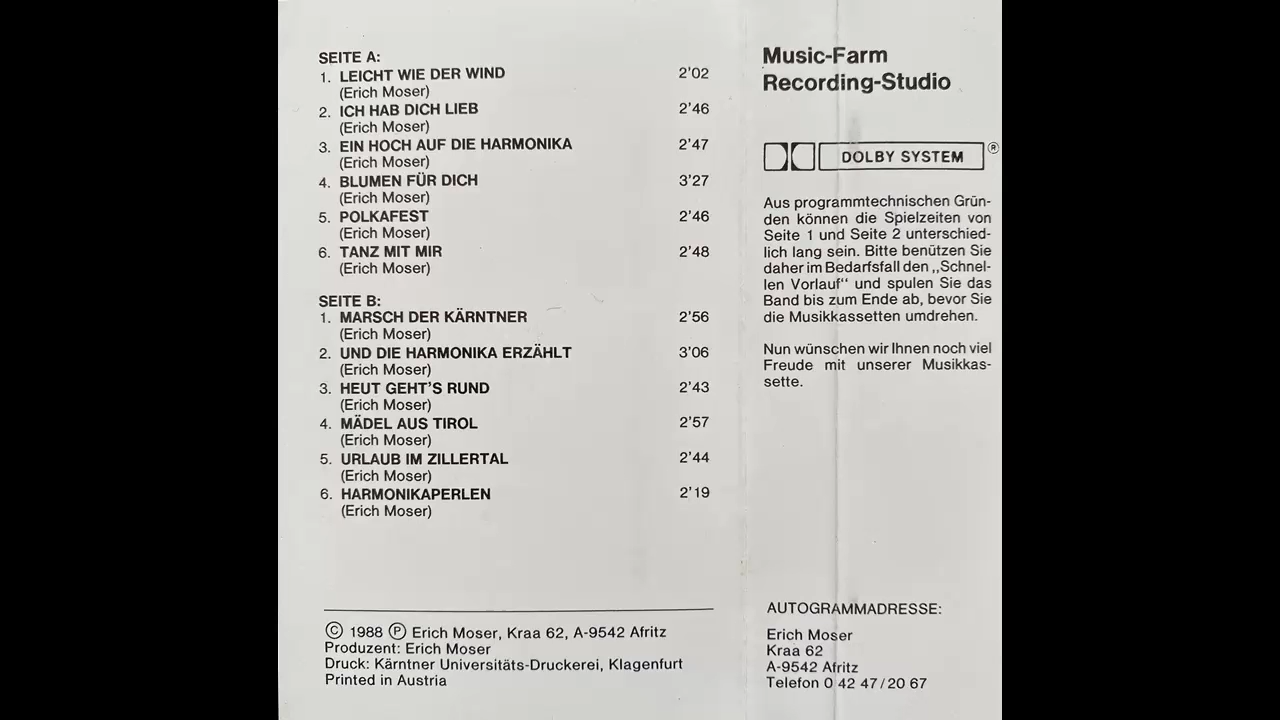 SEITE A:
1. LEICHT WIE DER WIND 2'02
(Erich Moser)
2. ICH HAB DICH LIEB 2'46
(Erich Moser)
3. EIN HOCH AUF DIE HARMONIKA 2'47
(Erich Moser)
4. BLUMEN FÜR DICH 3'27
(Erich Moser)
5. POLKAFEST 2'46
(Erich Moser)
6. TANZ MIT MIR 2'48
(Erich Moser)
SEITE B:
1. MARSCH DER KÄRNTNER 2'56
(Erich Moser)
2. UND DIE HARMONIKA ERZÄHLT 3'06
(Erich Moser)
3. HEUT GEHT'S RUND 2'43
(Erich Moser)
4. MÄDEL AUS TIROL 2'57
(Erich Moser)
5. URLAUB IM ZILLERTAL 2'44
(Erich Moser)
6. HARMONIKAPERLEN 2'19
(Erich Moser)
© 1988 ℗ Erich Moser, Kraa 62, A-9542 Afritz
Produzent: Erich Moser
Druck: Kärntner Universitäts-Druckerei, Klagenfurt
Printed in Austria
Music-Farm
Recording-Studio
DOLBY SYSTEM ®
Aus programmtechnischen Grün-
den können die Spielzeiten von
Seite 1 und Seite 2 unterschied-
lich lang sein. Bitte benützen Sie
daher im Bedarfsfall den „Schnel-
len Vorlauf“ und spulen Sie das
Band bis zum Ende ab, bevor Sie
die Musikkassetten umdrehen.
Nun wünschen wir Ihnen noch viel
Freude mit unserer Musikkas-
sette.
AUTOGRAMMADRESSE:
Erich Moser
Kraa 62
A-9542 Afritz
Telefon 0 42 47/20 67